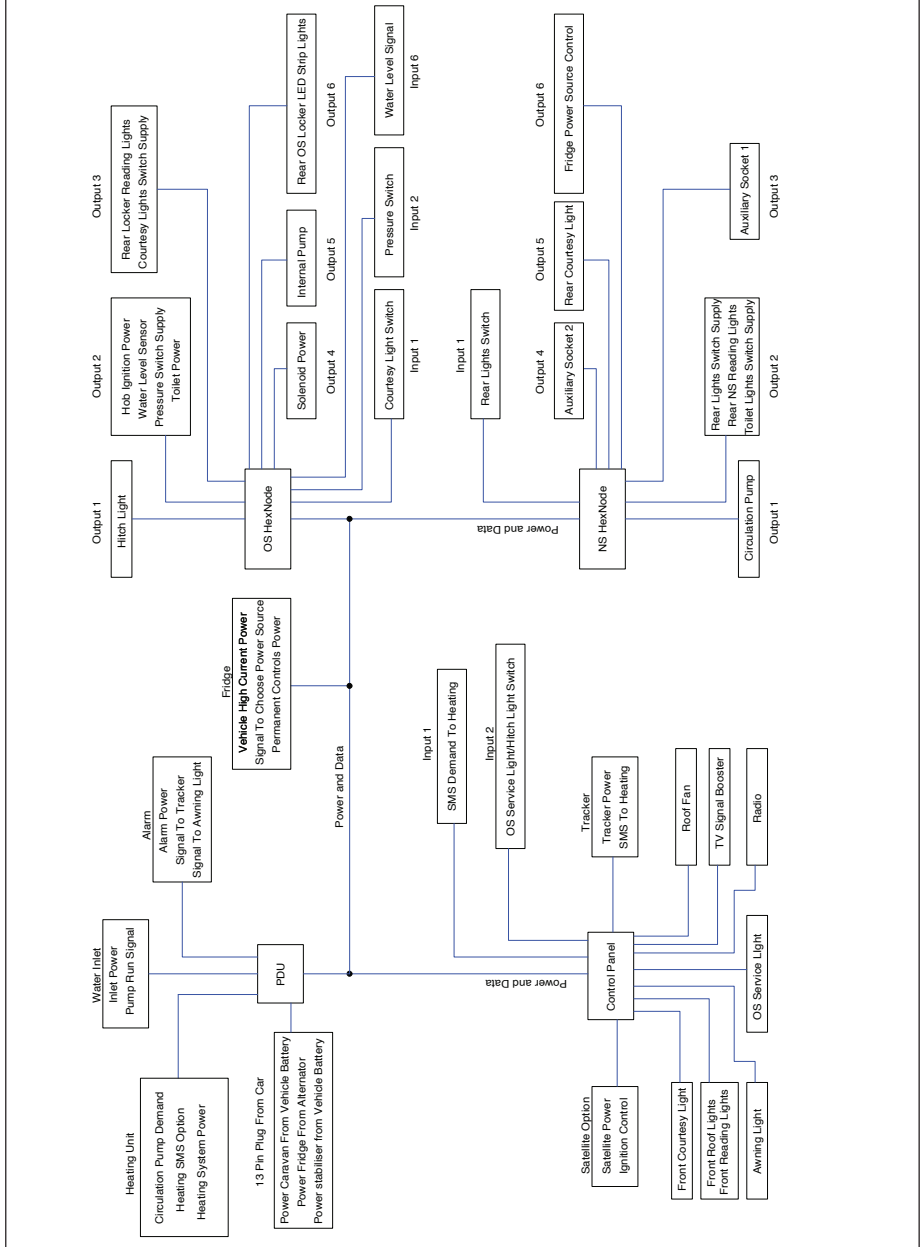 Heating Unit
Circulation Pump Demand
Heating SMS Option
Heating System Power
Water Inlet
Inlet Power
Pump Run Signal
Alarm
Alarm Power
Signal To Tracker
Signal To Awning Light
13 Pin Plug From Car
Power Caravan From Vehicle Battery
Power Fridge From Alternator
Power stabiliser from Vehicle Battery
PDU
Fridge
Vehicle High Current Power
Signal To Choose Power Source
Permanent Controls Power
Power and Data
Output 1
Hitch Light
Output 2
Hob Ignition Power
Water Level Sensor
Pressure Switch Supply
Toilet Power
Output 3
Rear Locker Reading Lights
Courtesy Lights Switch Supply
OS HexNode
Solenoid Power
Output 4
Internal Pump
Output 5
Rear OS Locker LED Strip Lights
Output 6
Courtesy Light Switch
Input 1
Pressure Switch
Input 2
Water Level Signal
Input 6
Power and Data
Input 1
SMS Demand To Heating
Input 2
OS Service Light/Hitch Light Switch
Power and Data
Control Panel
Tracker
Tracker Power
SMS To Heating
Satellite Option
Satellite Power
Ignition Control
Front Courtesy Light
Front Roof Lights
Front Reading Lights
Awning Light
OS Service LIght
Roof Fan
TV Signal Booster
Radio
Input 1
Rear Lights Switch
NS HexNode
Output 4
Auxiliary Socket 2
Output 5
Rear Courtesy Light
Output 6
Fridge Power Source Control
Circulation Pump
Output 1
Rear Lights Switch Supply
Rear NS Reading Lights
Toilet Lights Switch Supply
Output 2
Auxiliary Socket 1
Output 3